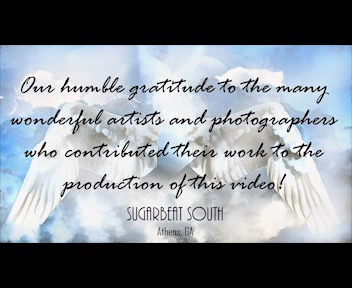 Our humble gratitude to the many
wonderful artists and photographers
who contributed their work to the
production of this video!
SUGARBEAT SOUTH
Athens, GA